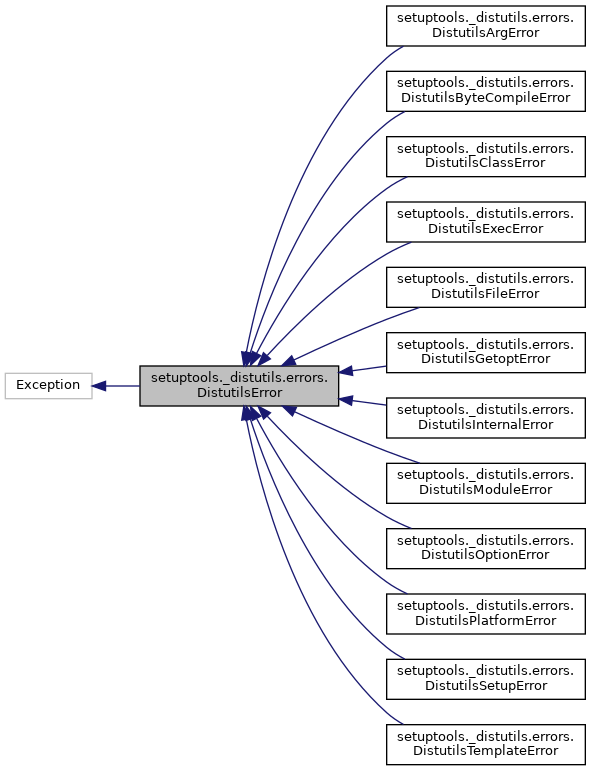 setuptools._distutils.errors.
DistutilsArgError
setuptools._distutils.errors.
DistutilsByteCompileError
setuptools._distutils.errors.
DistutilsClassError
setuptools._distutils.errors.
DistutilsExecError
setuptools._distutils.errors.
DistutilsFileError
setuptools._distutils.errors.
DistutilsGetoptError
Exception
setuptools._distutils.errors.
DistutilsError
setuptools._distutils.errors.
DistutilsInternalError
setuptools._distutils.errors.
DistutilsModuleError
setuptools._distutils.errors.
DistutilsOptionError
setuptools._distutils.errors.
DistutilsPlatformError
setuptools._distutils.errors.
DistutilsSetupError
setuptools._distutils.errors.
DistutilsTemplateError